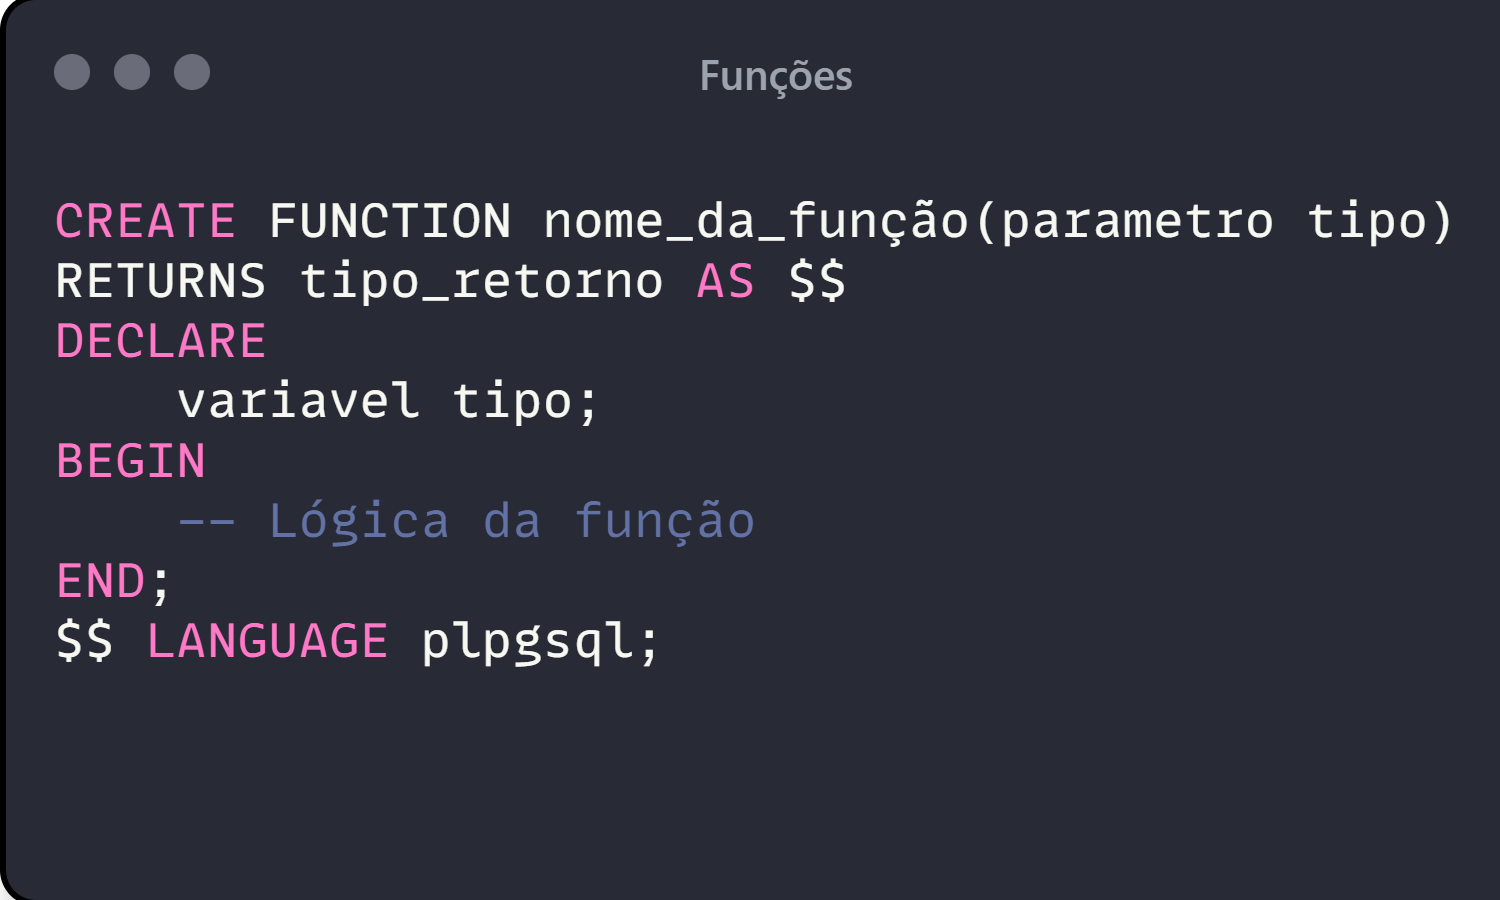 Funções
CREATE FUNCTION nome_da_função(parametro tipo)
RETURNS tipo_retorno AS $$
DECLARE
    variavel tipo;
BEGIN
    -- Lógica da função
END;
$$ LANGUAGE plpgsql;